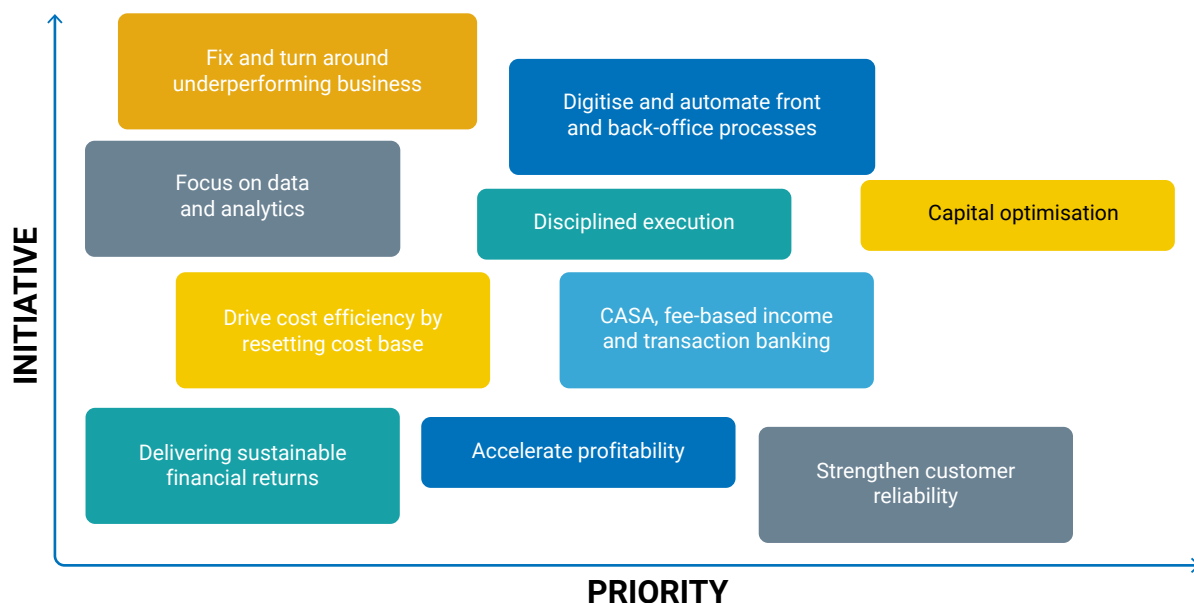 Fix and turn around
underperforming business
Digitise and automate front
and back-office processes
Focus on data
and analytics
Disciplined execution
Capital optimisation
INITIATIVE
Drive cost efficiency by
resetting cost base
CASA, fee-based income
and transaction banking
Delivering sustainable
financial returns
Accelerate profitability
Strengthen customer
reliability
PRIORITY